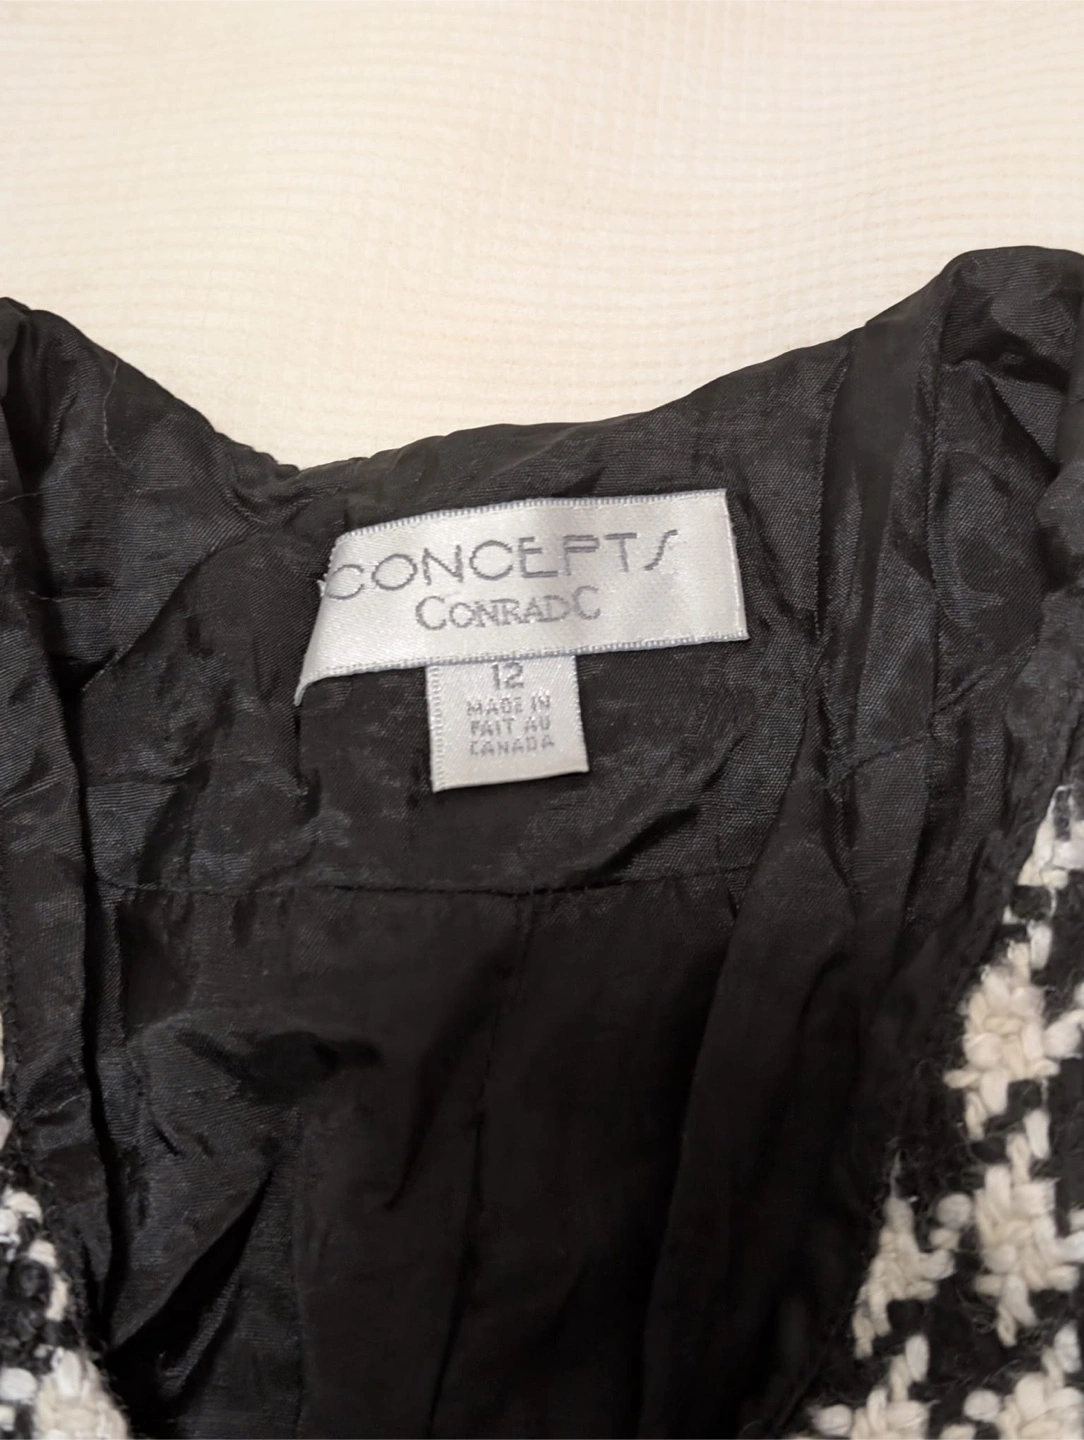 CONCEPTS
CONRADC
12
MADE IN
FAIT AU
CANADA